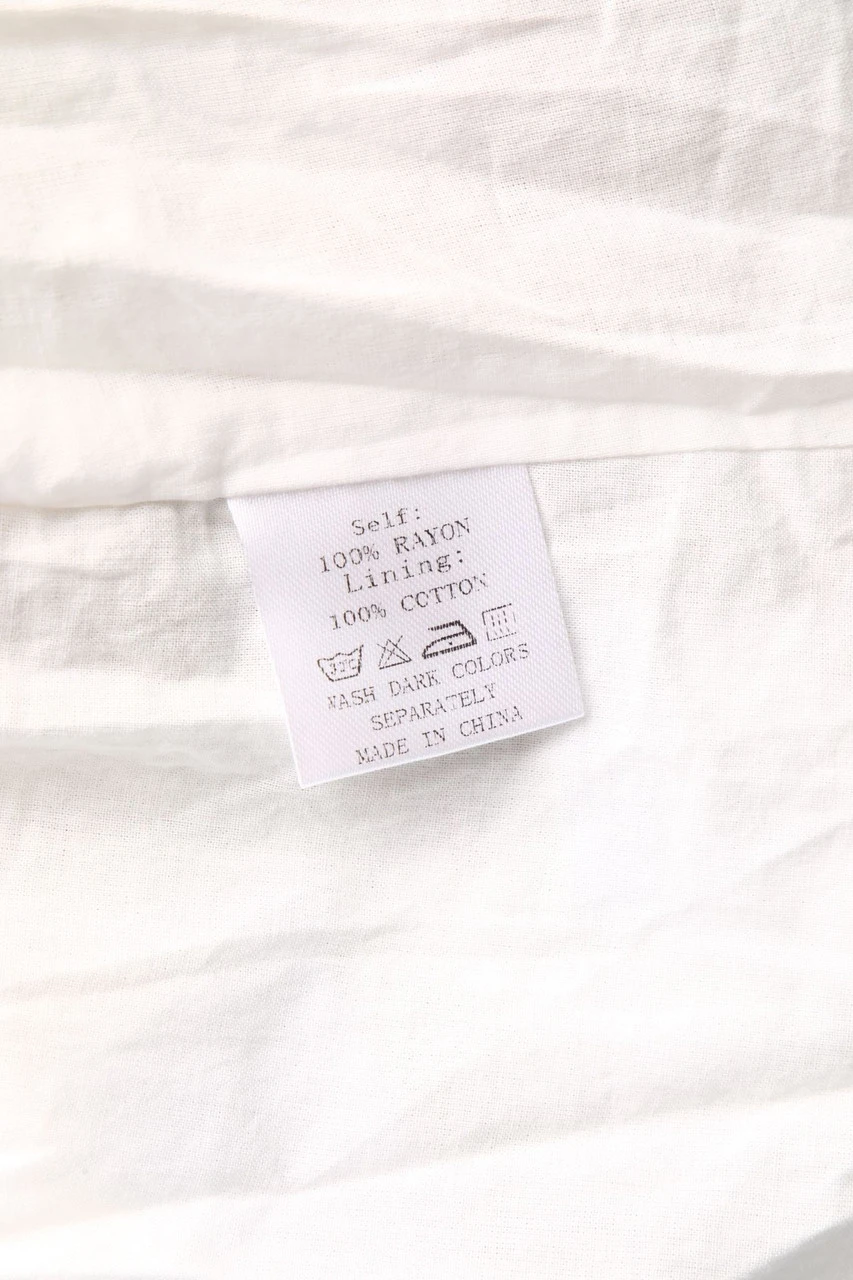 Self:
100% RAYON
Lining:
100% COTTON
WASH DARK COLORS
SEPARATELY
MADE IN CHINA